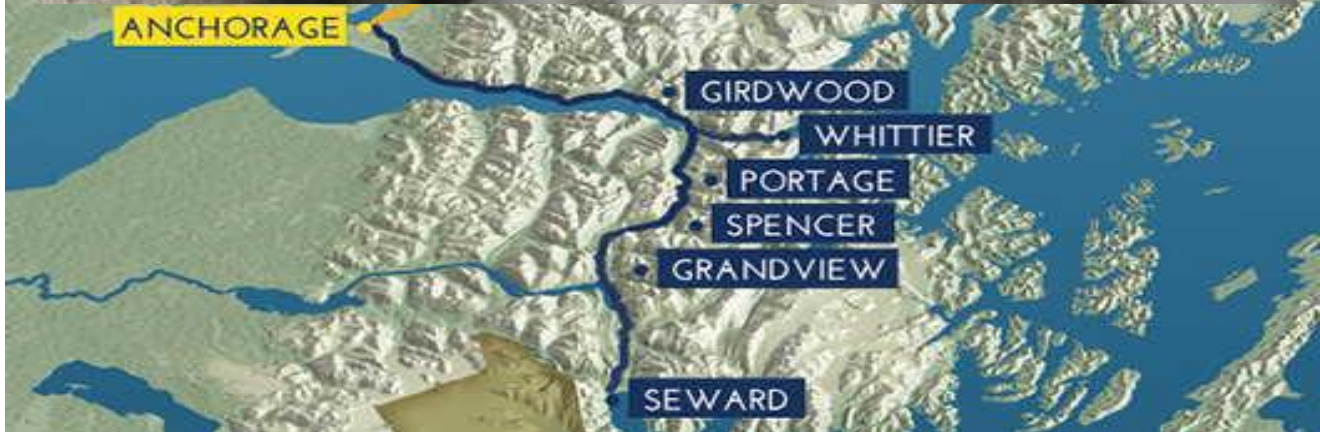 ANCHORAGE
GIRDWOOD
WHITTIER
PORTAGE
SPENCER
GRANDVIEW
SEWARD